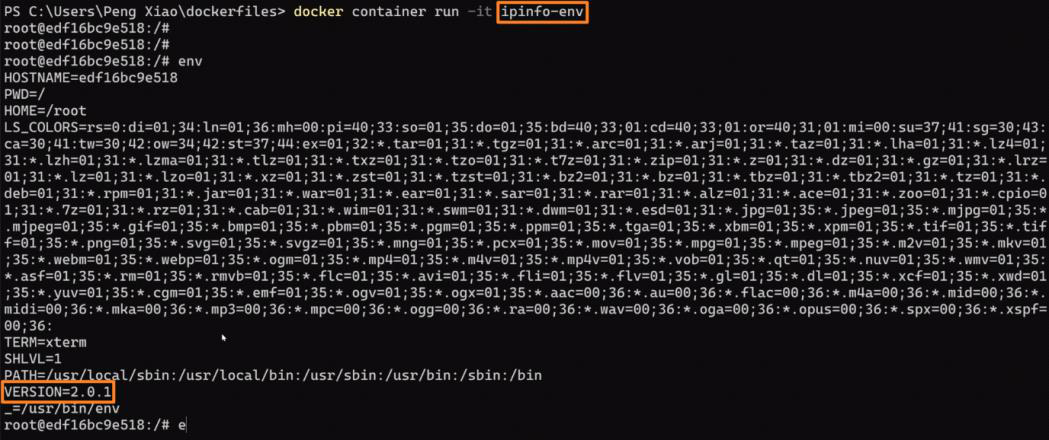 PS C:\Users\Peng Xiao\dockerfiles> docker container run -it ipinfo-env
root@edf16bc9e518:/#
root@edf16bc9e518:/#
root@edf16bc9e518:/# env
HOSTNAME=edf16bc9e518
PWD=/
HOME=/root
LS_COLORS=rs=0:di=01;34:ln=01;36:mh=00:pi=40;33:so=01;35:do=01;35:bd=40;33;01:cd=40;33;01:or=40;31;01:mi=00:su=37;41:sg=30;43:
ca=30;41:tw=30;42:ow=34;42:st=37;44:ex=01;32:*.tar=01;31:*.tgz=01;31:*.arc=01;31:*.arj=01;31:*.taz=01;31:*.lha=01;31:*.lz4=01;
31:*.lzh=01;31:*.lzma=01;31:*.tlz=01;31:*.txz=01;31:*.tzo=01;31:*.t7z=01;31:*.zip=01;31:*.z=01;31:*.dz=01;31:*.gz=01;31:*.lrz=
01;31:*.lz=01;31:*.lzo=01;31:*.xz=01;31:*.zst=01;31:*.tzst=01;31:*.bz2=01;31:*.bz=01;31:*.tbz=01;31:*.tbz2=01;31:*.tz=01;31:*.
deb=01;31:*.rpm=01;31:*.jar=01;31:*.war=01;31:*.ear=01;31:*.sar=01;31:*.rar=01;31:*.alz=01;31:*.ace=01;31:*.zoo=01;31:*.cpio=0
1;31:*.7z=01;31:*.rz=01;31:*.cab=01;31:*.wim=01;31:*.swm=01;31:*.dwm=01;31:*.esd=01;31:*.jpg=01;35:*.jpeg=01;35:*.mjpg=01;35:*
.mjpeg=01;35:*.gif=01;35:*.bmp=01;35:*.pbm=01;35:*.pgm=01;35:*.ppm=01;35:*.tga=01;35:*.xbm=01;35:*.xpm=01;35:*.tif=01;35:*.tif
f=01;35:*.png=01;35:*.svg=01;35:*.svgz=01;35:*.mng=01;35:*.pcx=01;35:*.mov=01;35:*.mpg=01;35:*.mpeg=01;35:*.m2v=01;35:*.mkv=01
;35:*.webm=01;35:*.webp=01;35:*.ogm=01;35:*.mp4=01;35:*.m4v=01;35:*.mp4v=01;35:*.vob=01;35:*.qt=01;35:*.nuv=01;35:*.wmv=01;35:
*.asf=01;35:*.rm=01;35:*.rmvb=01;35:*.flc=01;35:*.avi=01;35:*.fli=01;35:*.flv=01;35:*.gl=01;35:*.dl=01;35:*.xcf=01;35:*.xwd=01
;35:*.yuv=01;35:*.cgm=01;35:*.emf=01;35:*.ogv=01;35:*.ogx=01;35:*.aac=00;36:*.au=00;36:*.flac=00;36:*.m4a=00;36:*.mid=00;36:*.
midi=00;36:*.mka=00;36:*.mp3=00;36:*.mpc=00;36:*.ogg=00;36:*.ra=00;36:*.wav=00;36:*.oga=00;36:*.opus=00;36:*.spx=00;36:*.xspf=
00;36:
TERM=xterm
SHLVL=1
PATH=/usr/local/sbin:/usr/local/bin:/usr/sbin:/usr/bin:/sbin:/bin
VERSION=2.0.1
_=/usr/bin/env
root@edf16bc9e518:/# e